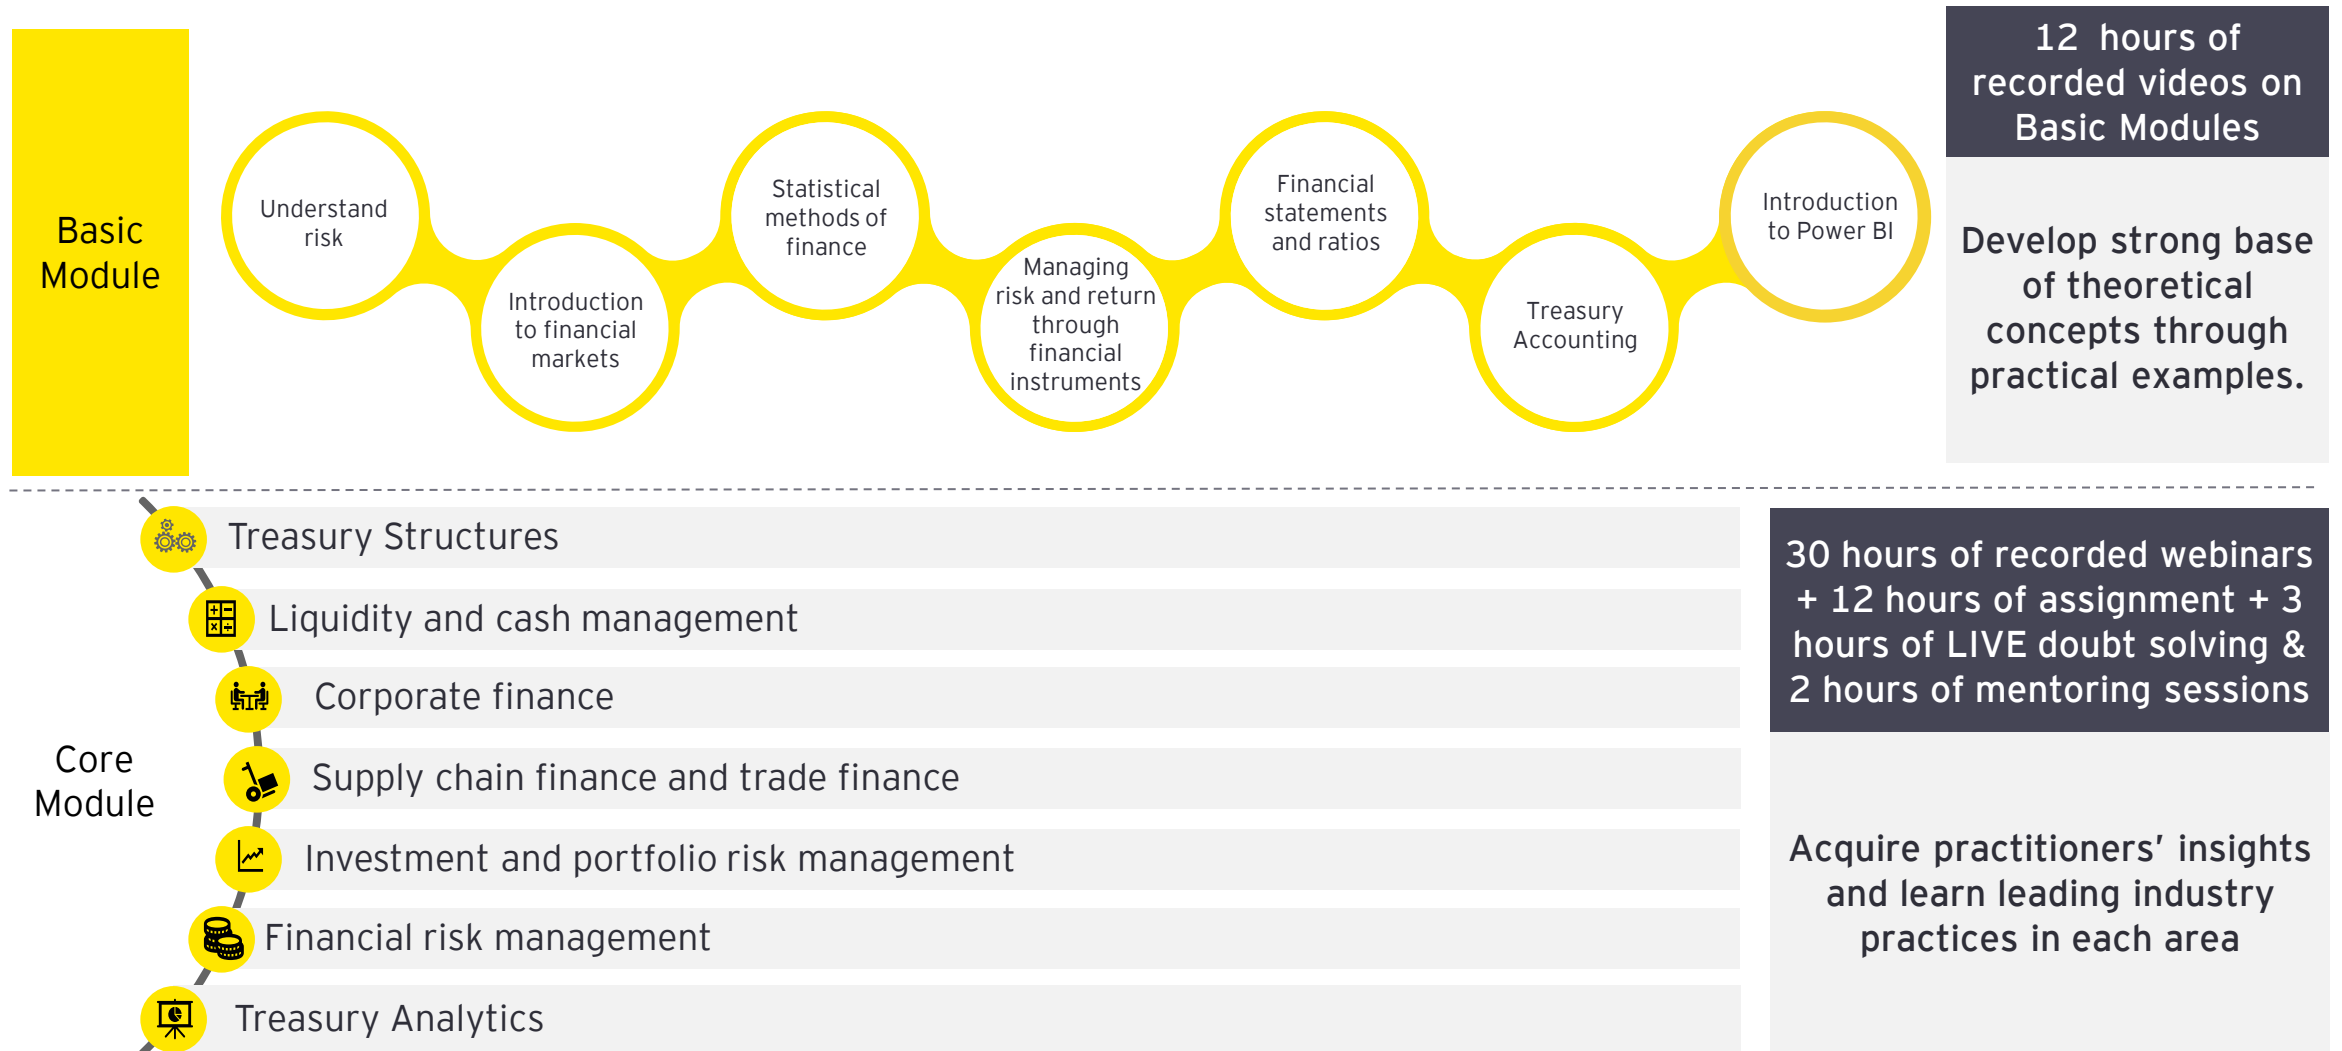 Basic
Module
Understand
risk
Introduction
to financial
markets
Statistical
methods of
finance
Managing
risk and return
through
financial
instruments
Financial
statements
and ratios
Treasury
Accounting
Introduction
to Power BI
12 hours of
recorded videos on
Basic Modules
Develop strong base
of theoretical
concepts through
practical examples.
Core
Module
Treasury Structures
Liquidity and cash management
Corporate finance
Supply chain finance and trade finance
Investment and portfolio risk management
Financial risk management
Treasury Analytics
30 hours of recorded webinars
+ 12 hours of assignment + 3
hours of LIVE doubt solving &
2 hours of mentoring sessions
Acquire practitioners’ insights
and learn leading industry
practices in each area